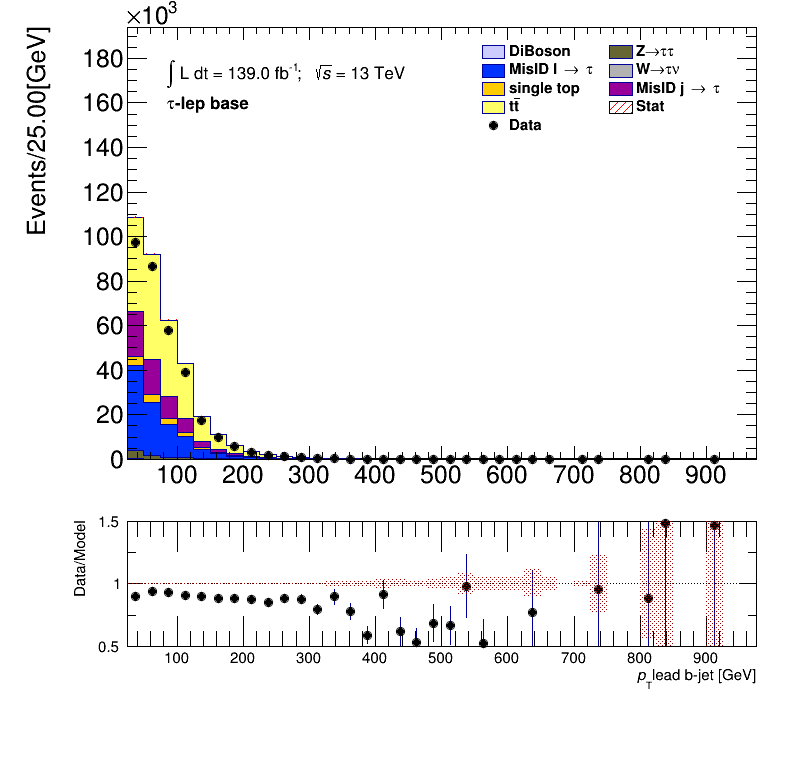 ×10³
Events/25.00[GeV]
180
160
140
120
100
80
60
40
20
0
∫ L dt = 139.0 fb⁻¹; √s = 13 TeV
τ-lep base
DiBoson
Z→ττ
MisID l → τ
W→τν
single top
MisID j → τ
tt̄
Stat
Data
100 200 300 400 500 600 700 800 900
Data/Model
1.5
1
0.5
100 200 300 400 500 600 700 800 900
p_T lead b-jet [GeV]